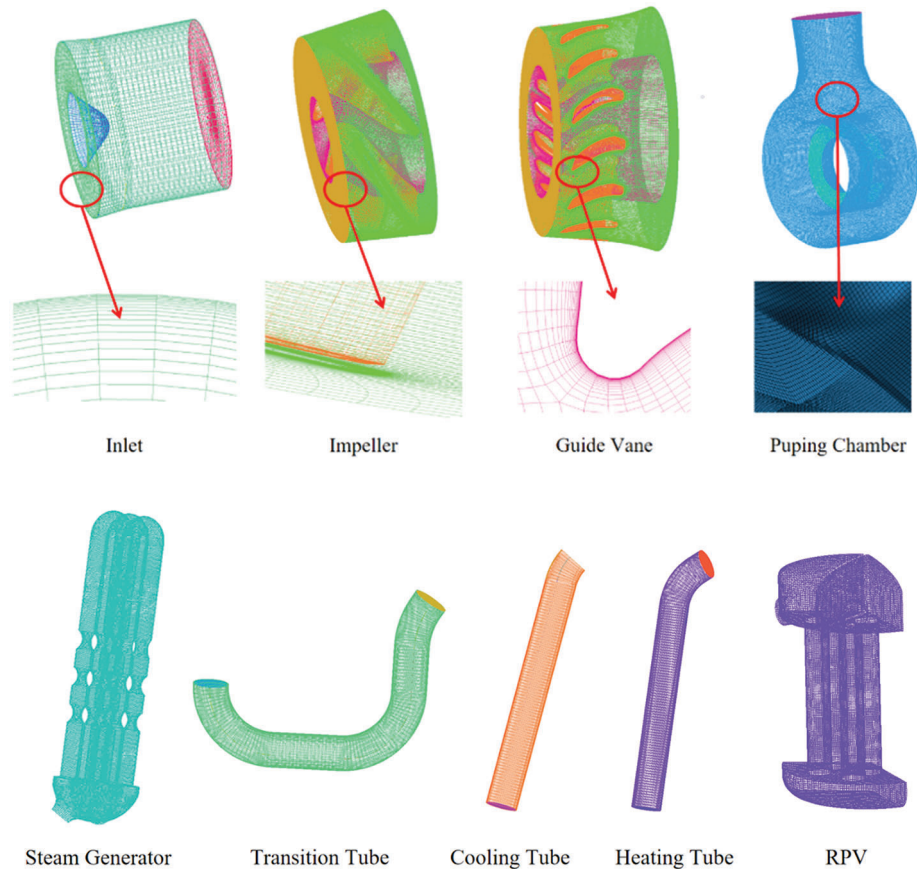 Inlet
Impeller
Guide Vane
Puping Chamber
Steam Generator
Transition Tube
Cooling Tube
Heating Tube
RPV